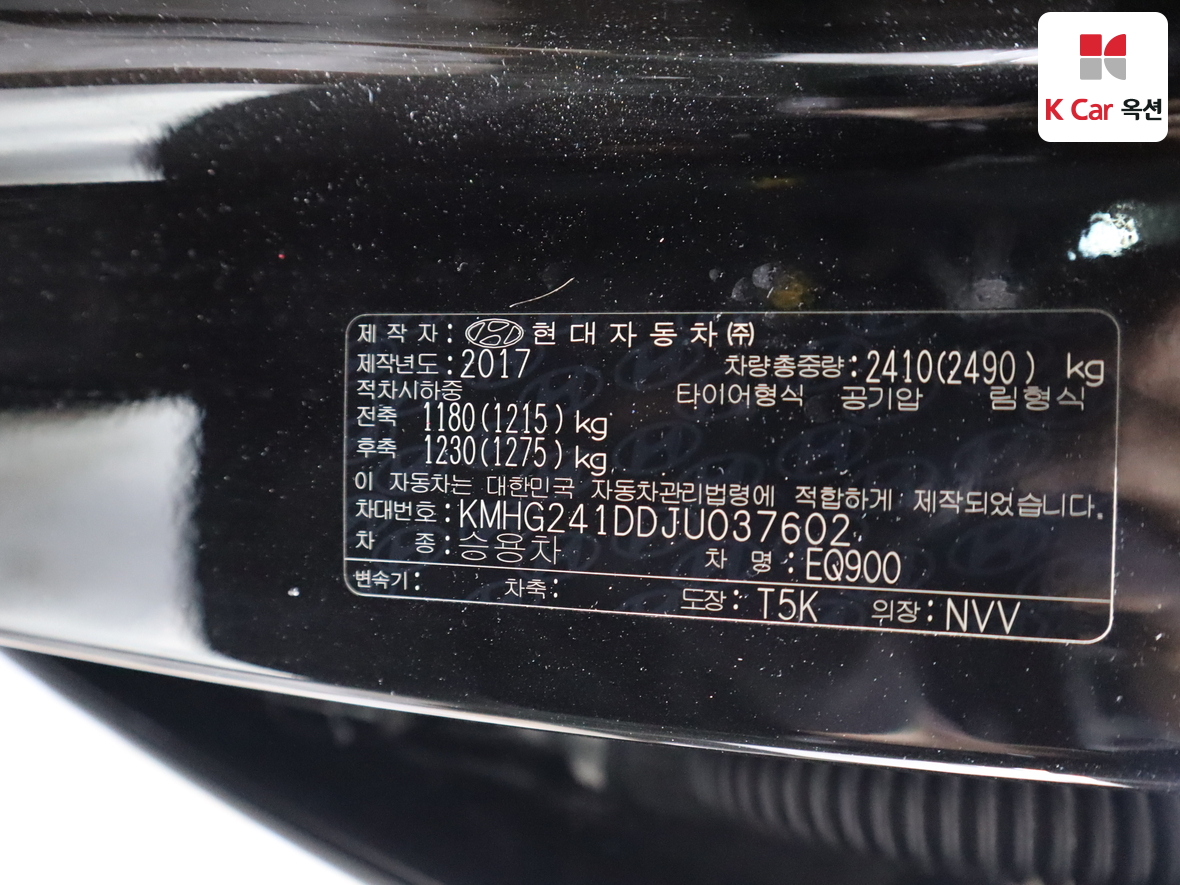 K Car 옥션
제 작 자 : 현 대 자 동 차 ㈜
제작년도 : 2017 차량총중량 : 2410(2490) kg
적차시하중 타이어형식 공기압 림형식
전축 1180(1215) kg
후축 1230(1275) kg
이 자동차는 대한민국 자동차관리법령에 적합하게 제작되었습니다.
차대번호 : KMHG241DDJU037602
차 종 : 승용차 차 명 : EQ900
변속기 : 차축 : 도장 : T5K 위장 : NVV